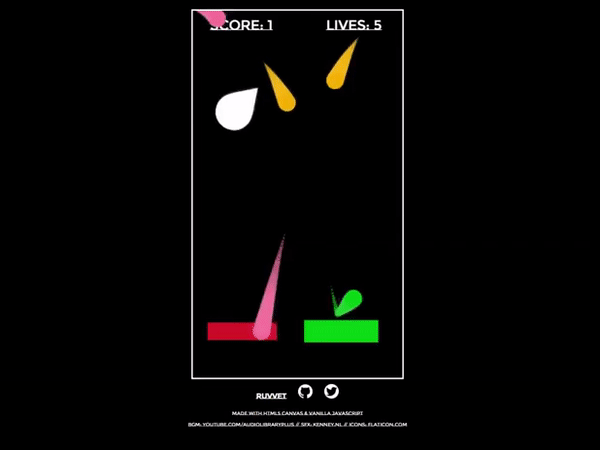 SCORE: 1 LIVES: 5
RUVVET
MADE WITH HTML5 CANVAS & VANILLA JAVASCRIPT
BGM: YOUTUBE.COM/AUDIOLIBRARYPLUS // SFX: KENNEY.NL // ICONS: FLATICON.COM